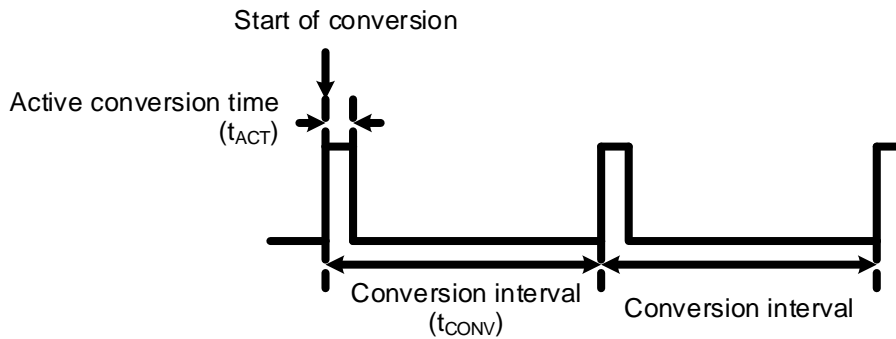 Start of conversion
Active conversion time
(tACT)
Conversion interval
(tCONV)
Conversion interval